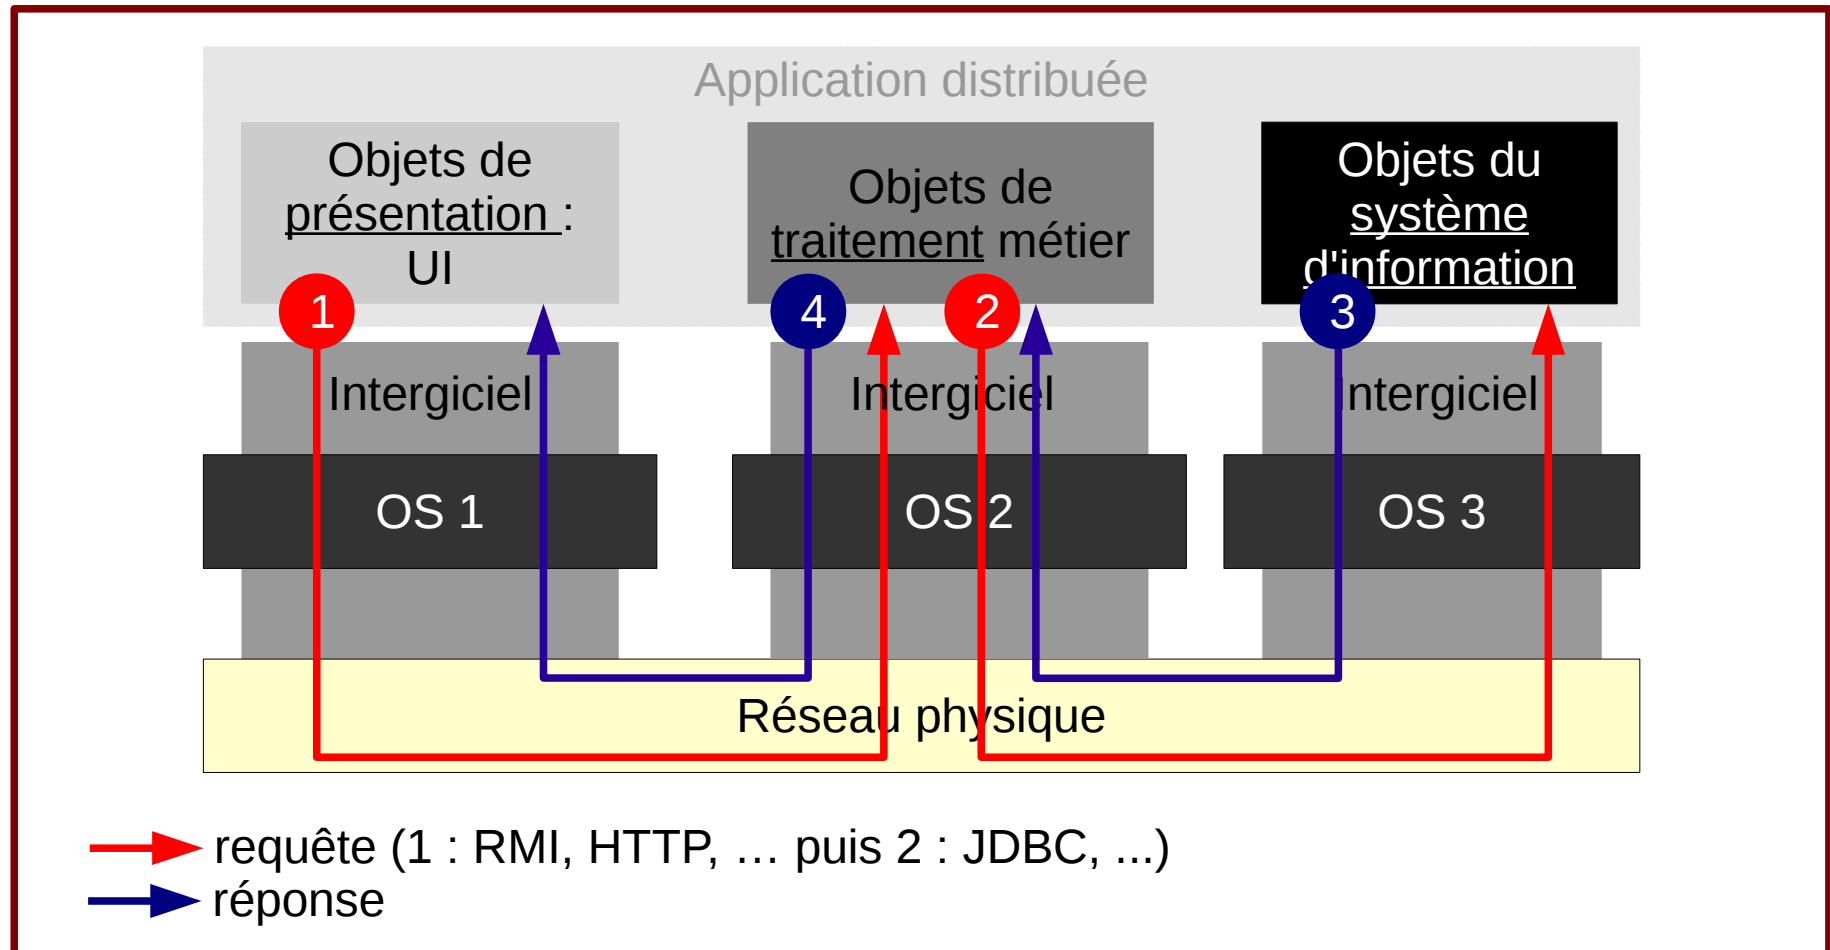 Application distribuée
Objets de
présentation :
UI
Objets de
traitement métier
Objets du
système
d'information
1
4
2
3
Intergiciel
Intergiciel
Intergiciel
OS 1
OS 2
OS 3
Réseau physique
requête (1 : RMI, HTTP, … puis 2 : JDBC, ...)
réponse